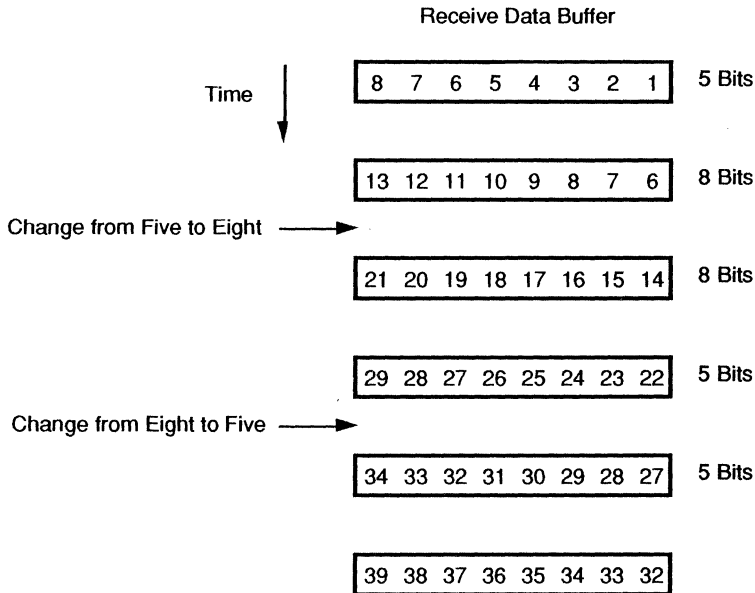 Receive Data Buffer
Time
8 7 6 5 4 3 2 1 5 Bits
13 12 11 10 9 8 7 6 8 Bits
Change from Five to Eight
21 20 19 18 17 16 15 14 8 Bits
29 28 27 26 25 24 23 22 5 Bits
Change from Eight to Five
34 33 32 31 30 29 28 27 5 Bits
39 38 37 36 35 34 33 32